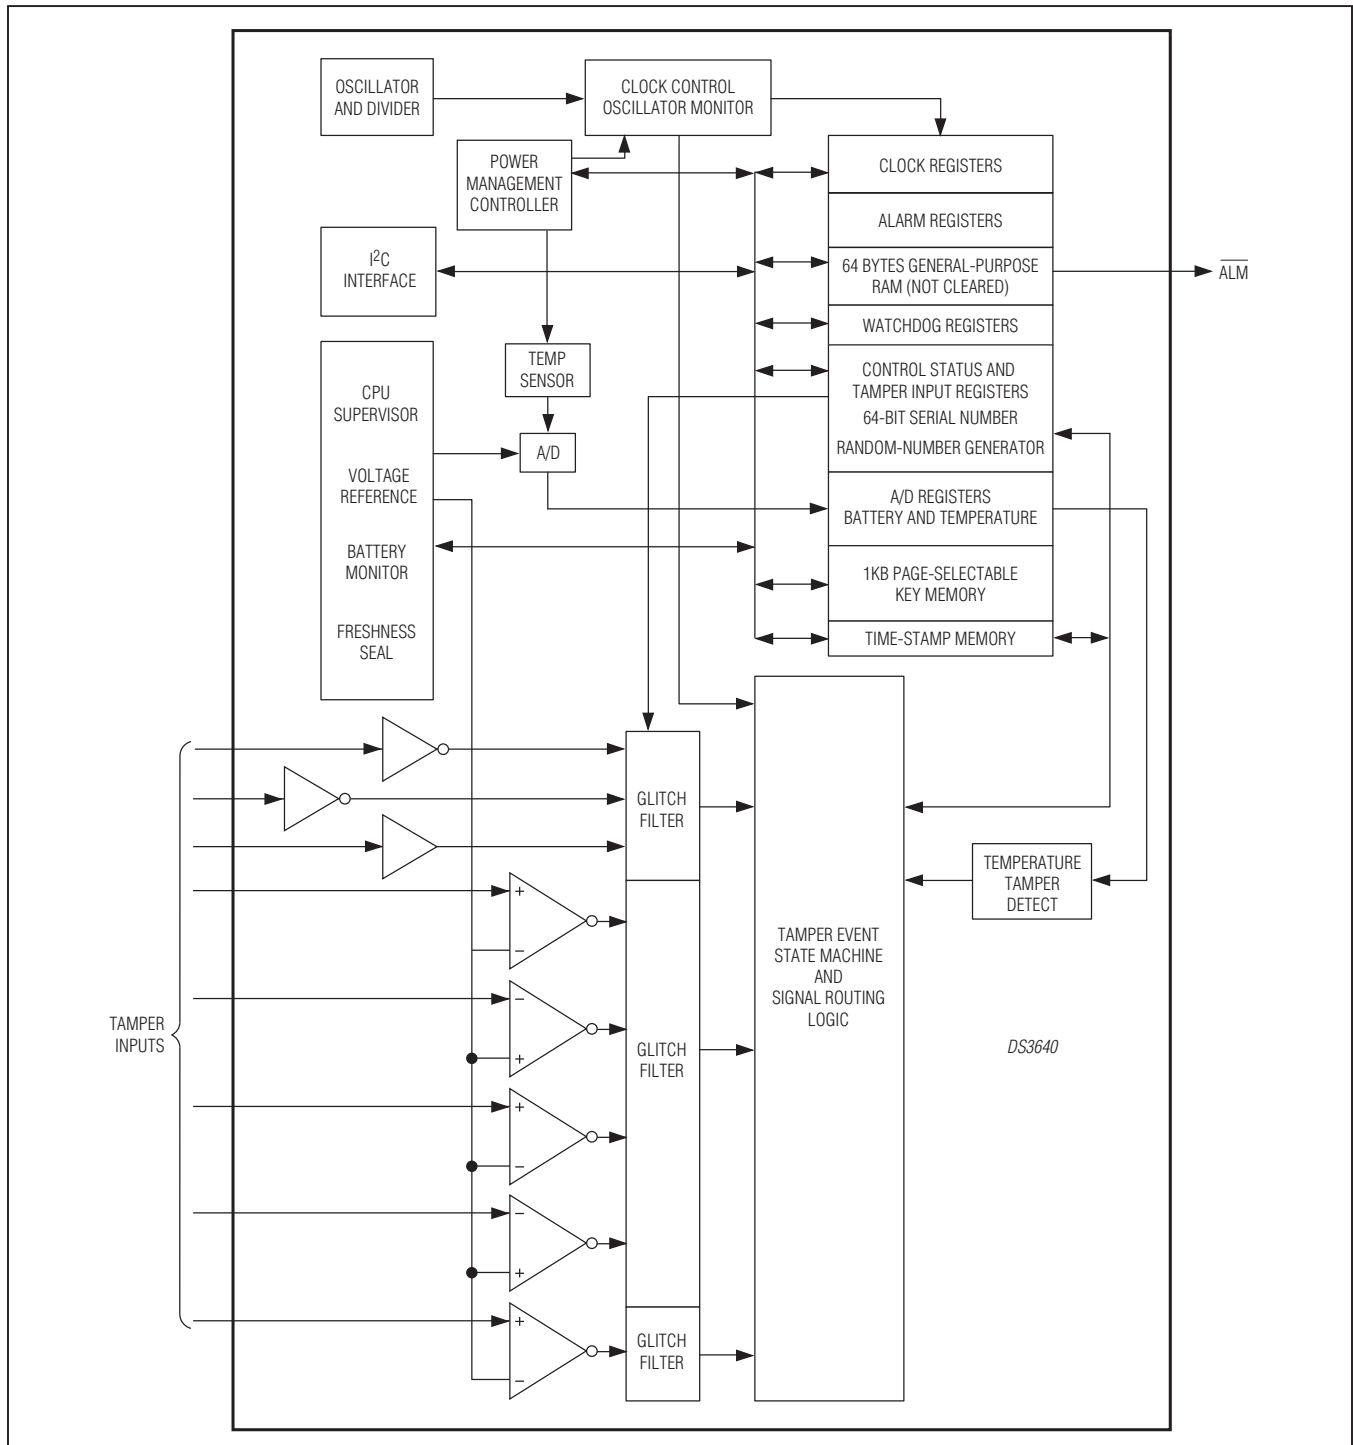 OSCILLATOR
AND DIVIDER
CLOCK CONTROL
OSCILLATOR MONITOR
POWER
MANAGEMENT
CONTROLLER
I²C
INTERFACE
CLOCK REGISTERS
ALARM REGISTERS
64 BYTES GENERAL-PURPOSE
RAM (NOT CLEARED)
ALM
WATCHDOG REGISTERS
CONTROL STATUS AND
TAMPER INPUT REGISTERS
64-BIT SERIAL NUMBER
RANDOM-NUMBER GENERATOR
A/D REGISTERS
BATTERY AND TEMPERATURE
1KB PAGE-SELECTABLE
KEY MEMORY
TIME-STAMP MEMORY
TEMP
SENSOR
A/D
CPU
SUPERVISOR
VOLTAGE
REFERENCE
BATTERY
MONITOR
FRESHNESS
SEAL
TAMPER
INPUTS
+
−
−
+
+
−
−
+
+
−
GLITCH
FILTER
GLITCH
FILTER
GLITCH
FILTER
TAMPER EVENT
STATE MACHINE
AND
SIGNAL ROUTING
LOGIC
TEMPERATURE
TAMPER
DETECT
DS3640